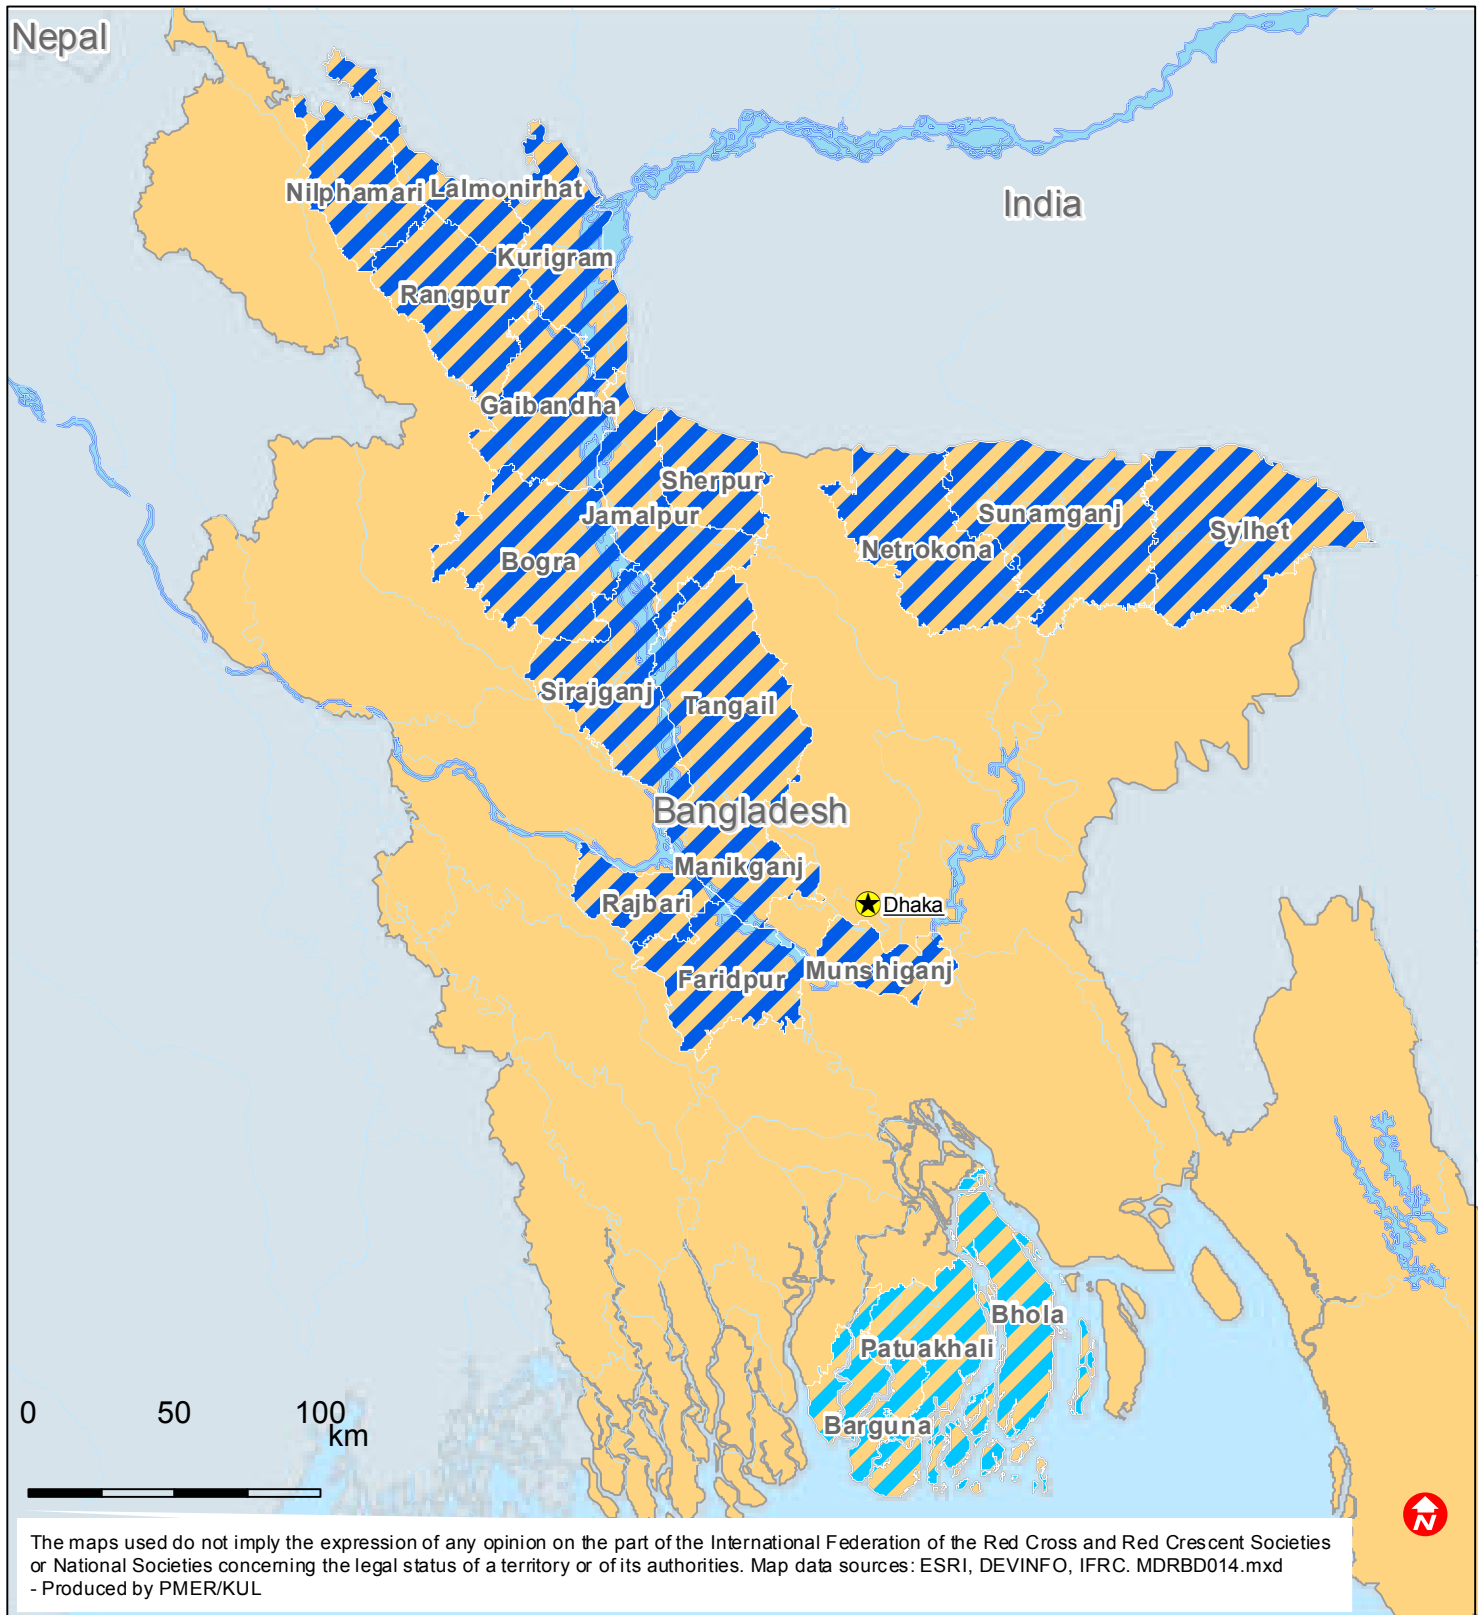 Nepal
India
Nilphamari
Lalmonirhat
Kurigram
Rangpur
Gaibandha
Sherpur
Jamalpur
Bogra
Netrokona
Sunamganj
Sylhet
Sirajganj
Tangail
Bangladesh
Manikganj
Rajbari
Dhaka
Faridpur
Munshiganj
Bhola
Patuakhali
Barguna
0 50 100
km
N
The maps used do not imply the expression of any opinion on the part of the International Federation of the Red Cross and Red Crescent Societies
or National Societies concerning the legal status of a territory or of its authorities. Map data sources: ESRI, DEVINFO, IFRC. MDRBD014.mxd
- Produced by PMER/KUL